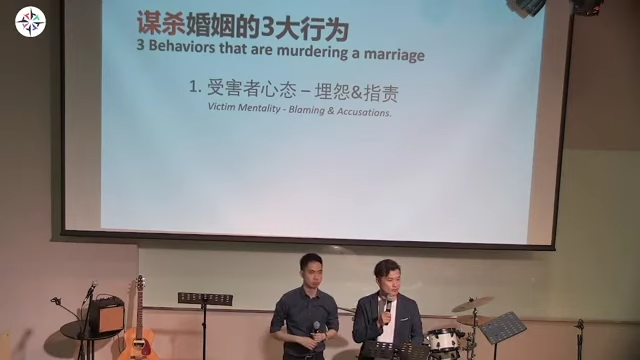 谋杀婚姻的3大行为
3 Behaviors that are murdering a marriage
1. 受害者心态 – 埋怨&指责
Victim Mentality - Blaming & Accusations.